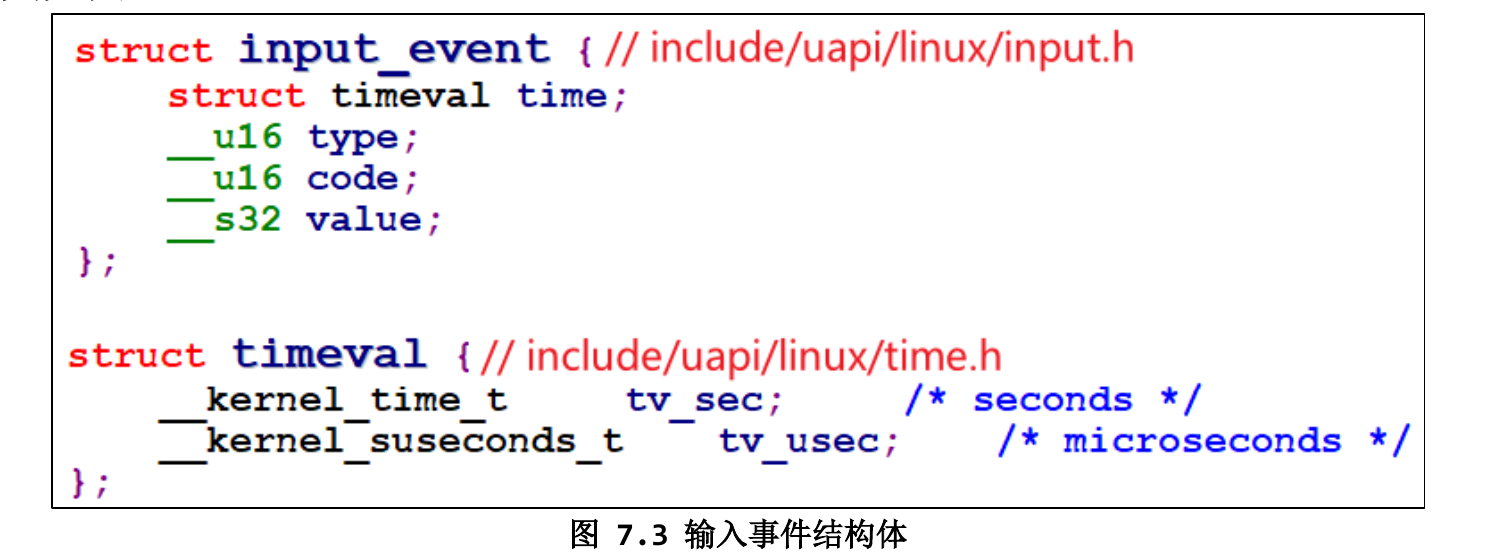 struct input_event { // include/uapi/linux/input.h
struct timeval time;
__u16 type;
__u16 code;
__s32 value;
};
struct timeval { // include/uapi/linux/time.h
__kernel_time_t tv_sec; /* seconds */
__kernel_suseconds_t tv_usec; /* microseconds */
};
图 7.3 输入事件结构体